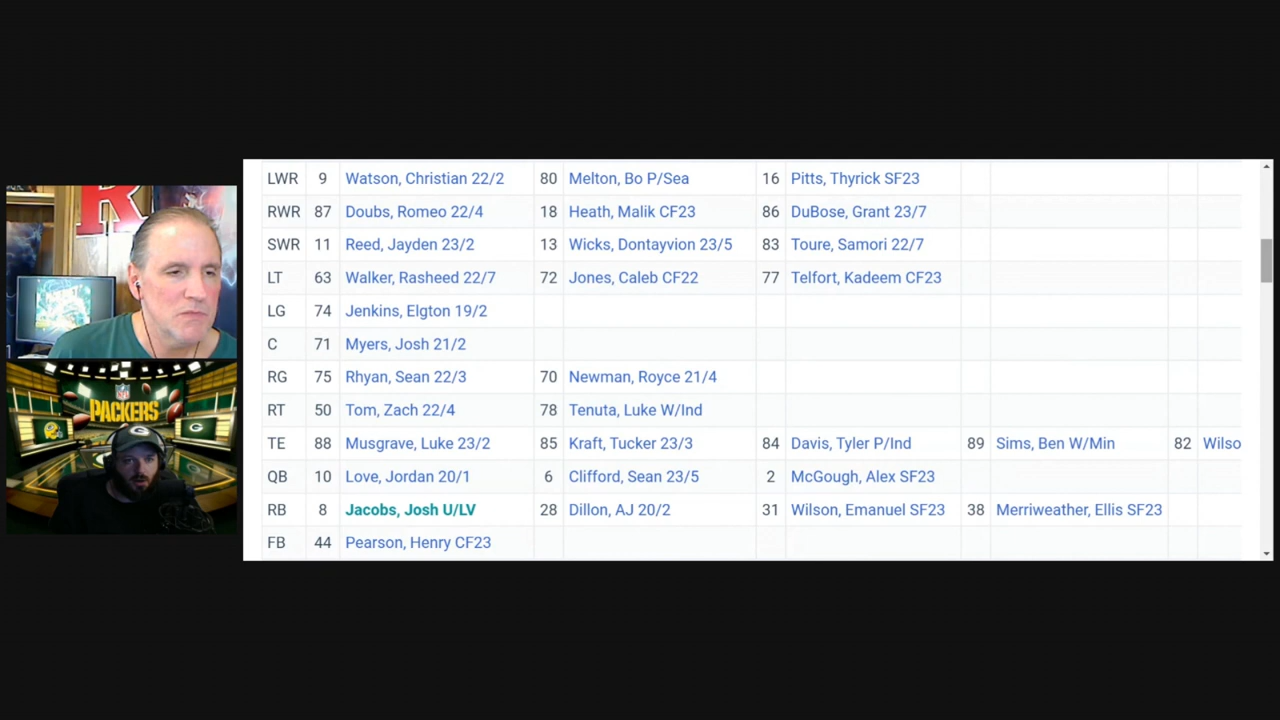 LWR 9 Watson, Christian 22/2 80 Melton, Bo P/Sea 16 Pitts, Thyrick SF23
RWR 87 Doubs, Romeo 22/4 18 Heath, Malik CF23 86 DuBose, Grant 23/7
SWR 11 Reed, Jayden 23/2 13 Wicks, Dontayvion 23/5 83 Toure, Samori 22/7
LT 63 Walker, Rasheed 22/7 72 Jones, Caleb CF22 77 Telfort, Kadeem CF23
LG 74 Jenkins, Elgton 19/2
C 71 Myers, Josh 21/2
RG 75 Rhyan, Sean 22/3 70 Newman, Royce 21/4
RT 50 Tom, Zach 22/4 78 Tenuta, Luke W/Ind
TE 88 Musgrave, Luke 23/2 85 Kraft, Tucker 23/3 84 Davis, Tyler P/Ind 89 Sims, Ben W/Min 82 Wilso
QB 10 Love, Jordan 20/1 6 Clifford, Sean 23/5 2 McGough, Alex SF23
RB 8 Jacobs, Josh U/LV 28 Dillon, AJ 20/2 31 Wilson, Emanuel SF23 38 Merriweather, Ellis SF23
FB 44 Pearson, Henry CF23
R
NFL
PACKERS
G
G